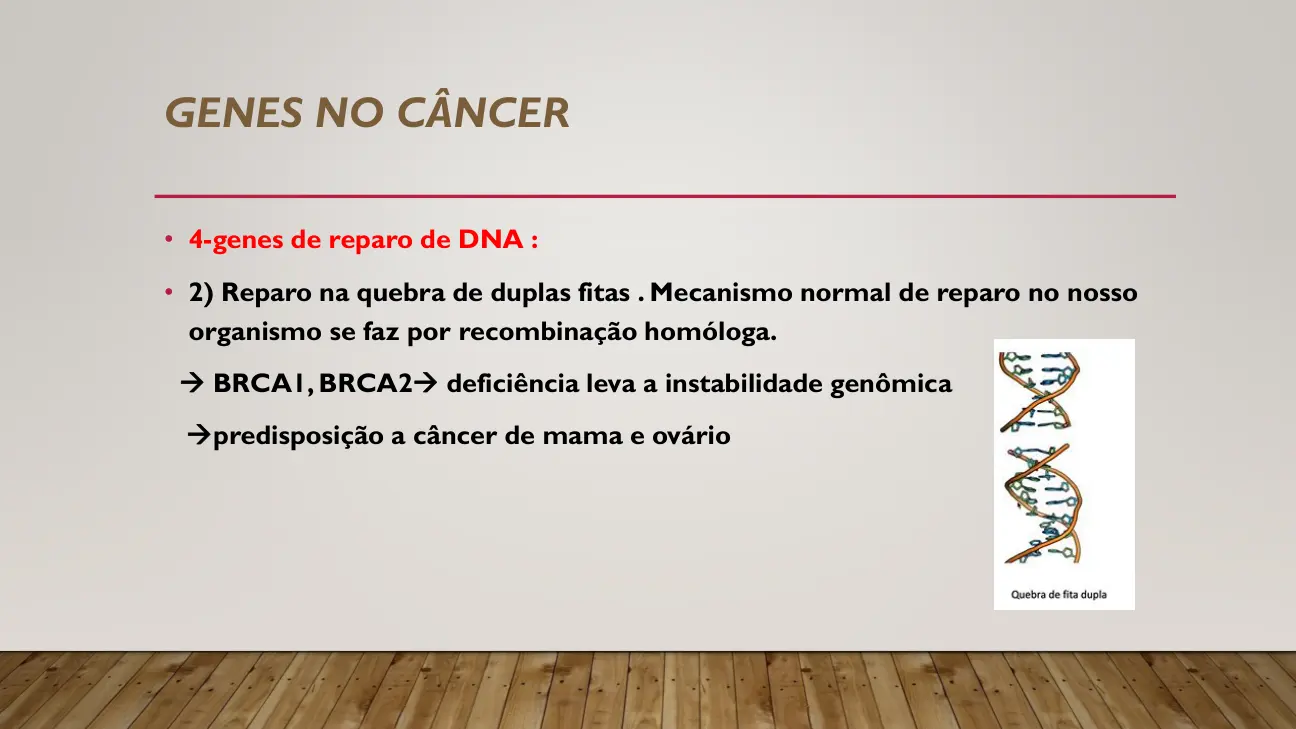 GENES NO CÂNCER
• 4-genes de reparo de DNA :
• 2) Reparo na quebra de duplas fitas . Mecanismo normal de reparo no nosso
organismo se faz por recombinação homóloga.
→ BRCA1, BRCA2→ deficiência leva a instabilidade genômica
→predisposição a câncer de mama e ovário
Quebra de fita dupla